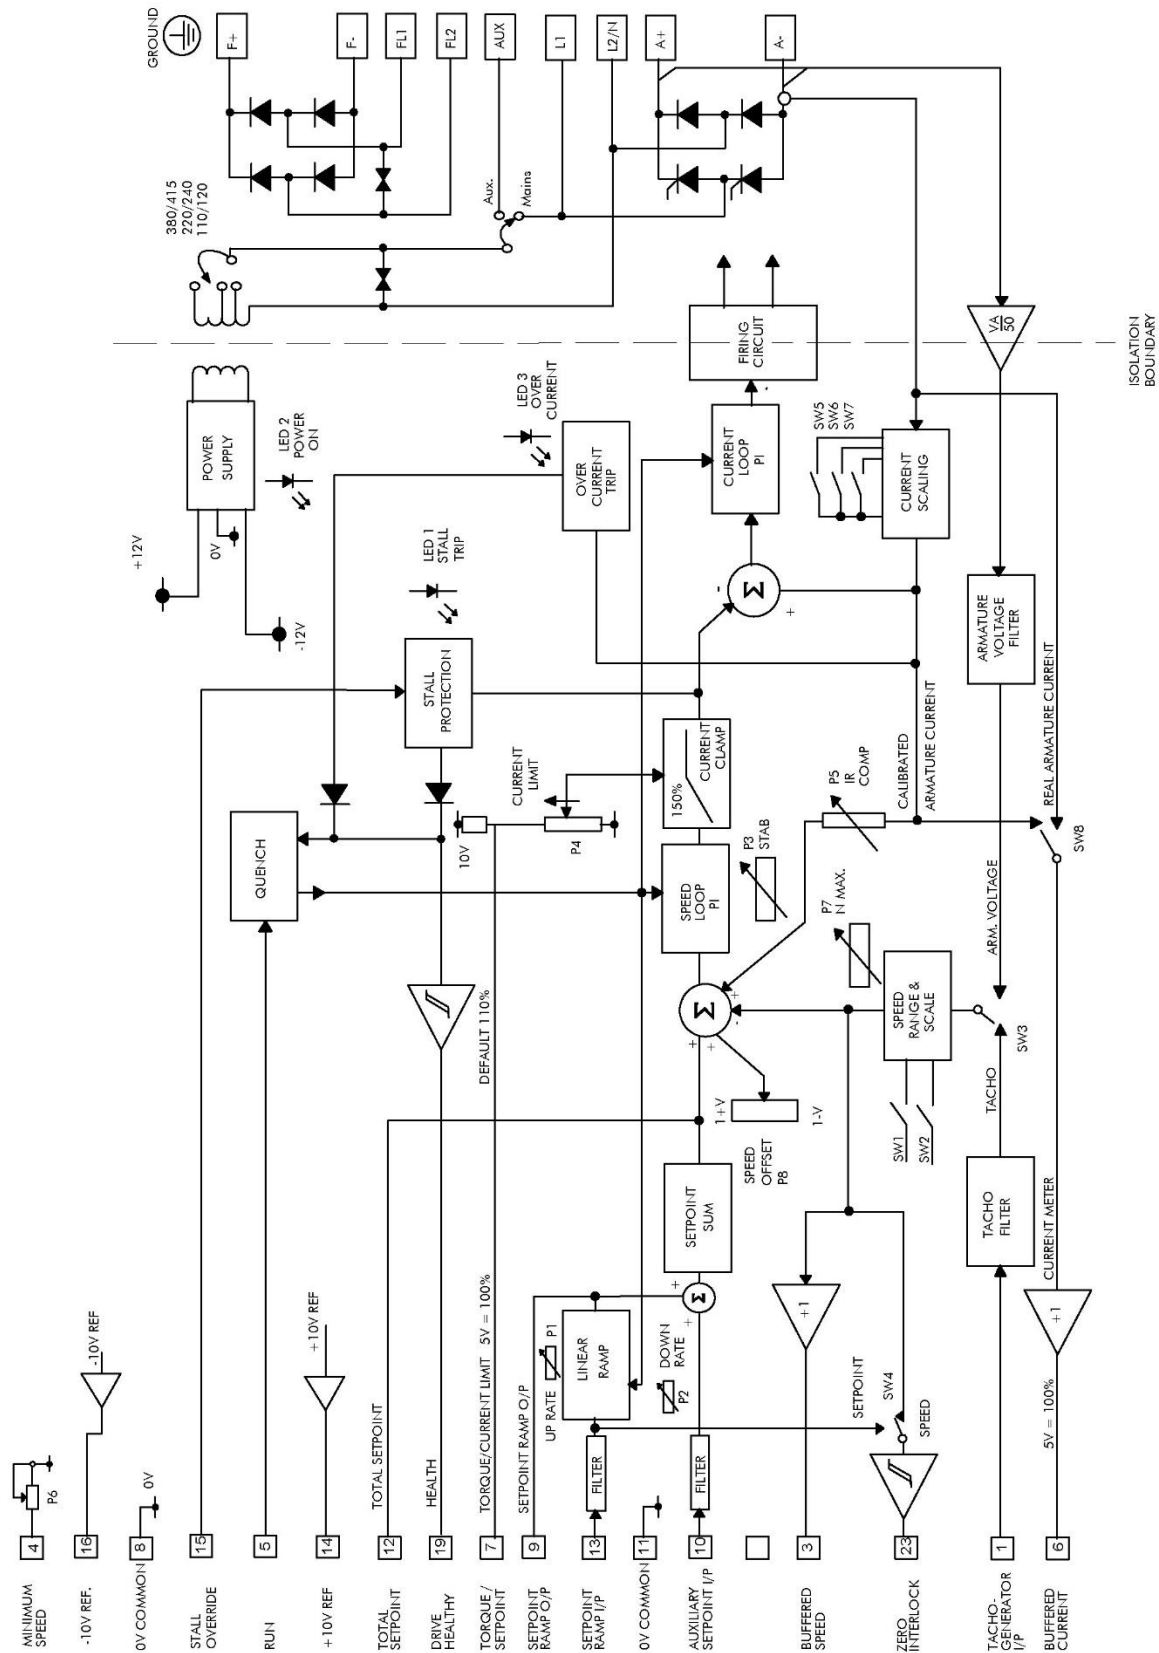 MINIMUM
SPEED
4
P6
-10V REF.
16
-10V REF
0V COMMON
8
0V
STALL
OVERRIDE
15
RUN
5
+10V REF
14
+10V REF
TOTAL
SETPOINT
12
TOTAL SETPOINT
DRIVE
HEALTHY
19
HEALTH
TORQUE /
SETPOINT
7
TORQUE/CURRENT LIMIT   5V = 100%
DEFAULT 110%
SETPOINT
RAMP O/P
9
SETPOINT RAMP O/P
SETPOINT
RAMP I/P
13
FILTER
UP RATE
P1
LINEAR
RAMP
0V COMMON
11
P2
DOWN
RATE
AUXILIARY
SETPOINT I/P
10
FILTER
Σ
+
+
SETPOINT
SUM
BUFFERED
SPEED
3
+1
ZERO
INTERLOCK
23
SETPOINT
SW4
SPEED
TACHO-
GENERATOR
I/P
1
TACHO
FILTER
TACHO
SW3
ARM. VOLTAGE
BUFFERED
CURRENT
6
5V = 100%
+1
CURRENT METER
SW8
REAL ARMATURE CURRENT
QUENCH
10V
P4
CURRENT
LIMIT
STALL
PROTECTION
LED 1
STALL
TRIP
+12V
0V
-12V
POWER
SUPPLY
LED 2
POWER
ON
LED 3
OVER
CURRENT
OVER
CURRENT
TRIP
SPEED
OFFSET
P8
1+V
1-V
Σ
+
+
-
+
SPEED
LOOP
PI
P3
STAB
150%
CURRENT
CLAMP
Σ
-
+
CURRENT
LOOP
PI
-
FIRING
CIRCUIT
SW1
SW2
SPEED
RANGE &
SCALE
P7
N MAX.
P5
IR
COMP
CALIBRATED
ARMATURE CURRENT
SW5
SW6
SW7
CURRENT
SCALING
ARMATURE
VOLTAGE
FILTER
VA
50
ISOLATION
BOUNDARY
380/415
220/240
110/120
Aux.
Mains
GROUND
F+
F-
FL1
FL2
AUX
L1
L2/N
A+
A-